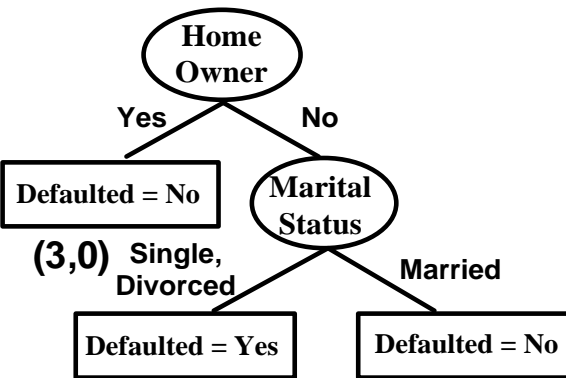 Home
Owner
Yes
No
Defaulted = No
Marital
Status
(3,0)
Single,
Divorced
Married
Defaulted = Yes
Defaulted = No